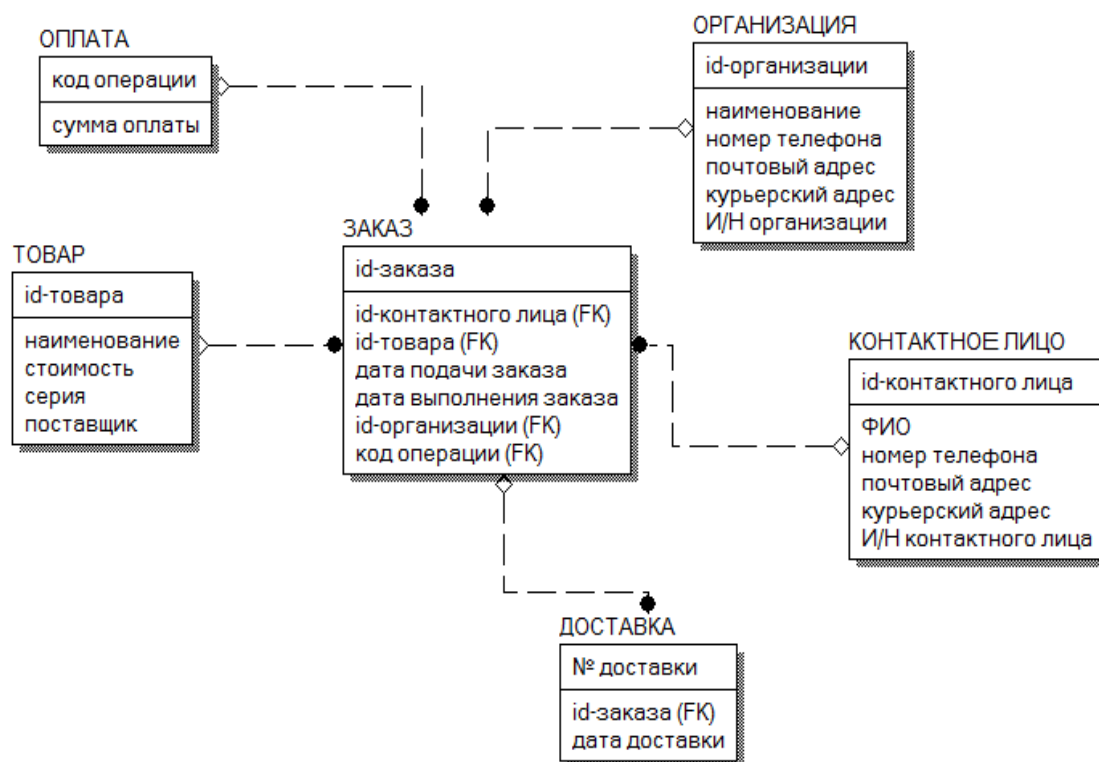 ОПЛАТА
код операции
сумма оплаты
ОРГАНИЗАЦИЯ
id-организации
наименование
номер телефона
почтовый адрес
курьерский адрес
И/Н организации
ТОВАР
id-товара
наименование
стоимость
серия
поставщик
ЗАКАЗ
id-заказа
id-контактного лица (FK)
id-товара (FK)
дата подачи заказа
дата выполнения заказа
id-организации (FK)
код операции (FK)
КОНТАКТНОЕ ЛИЦО
id-контактного лица
ФИО
номер телефона
почтовый адрес
курьерский адрес
И/Н контактного лица
ДОСТАВКА
№ доставки
id-заказа (FK)
дата доставки